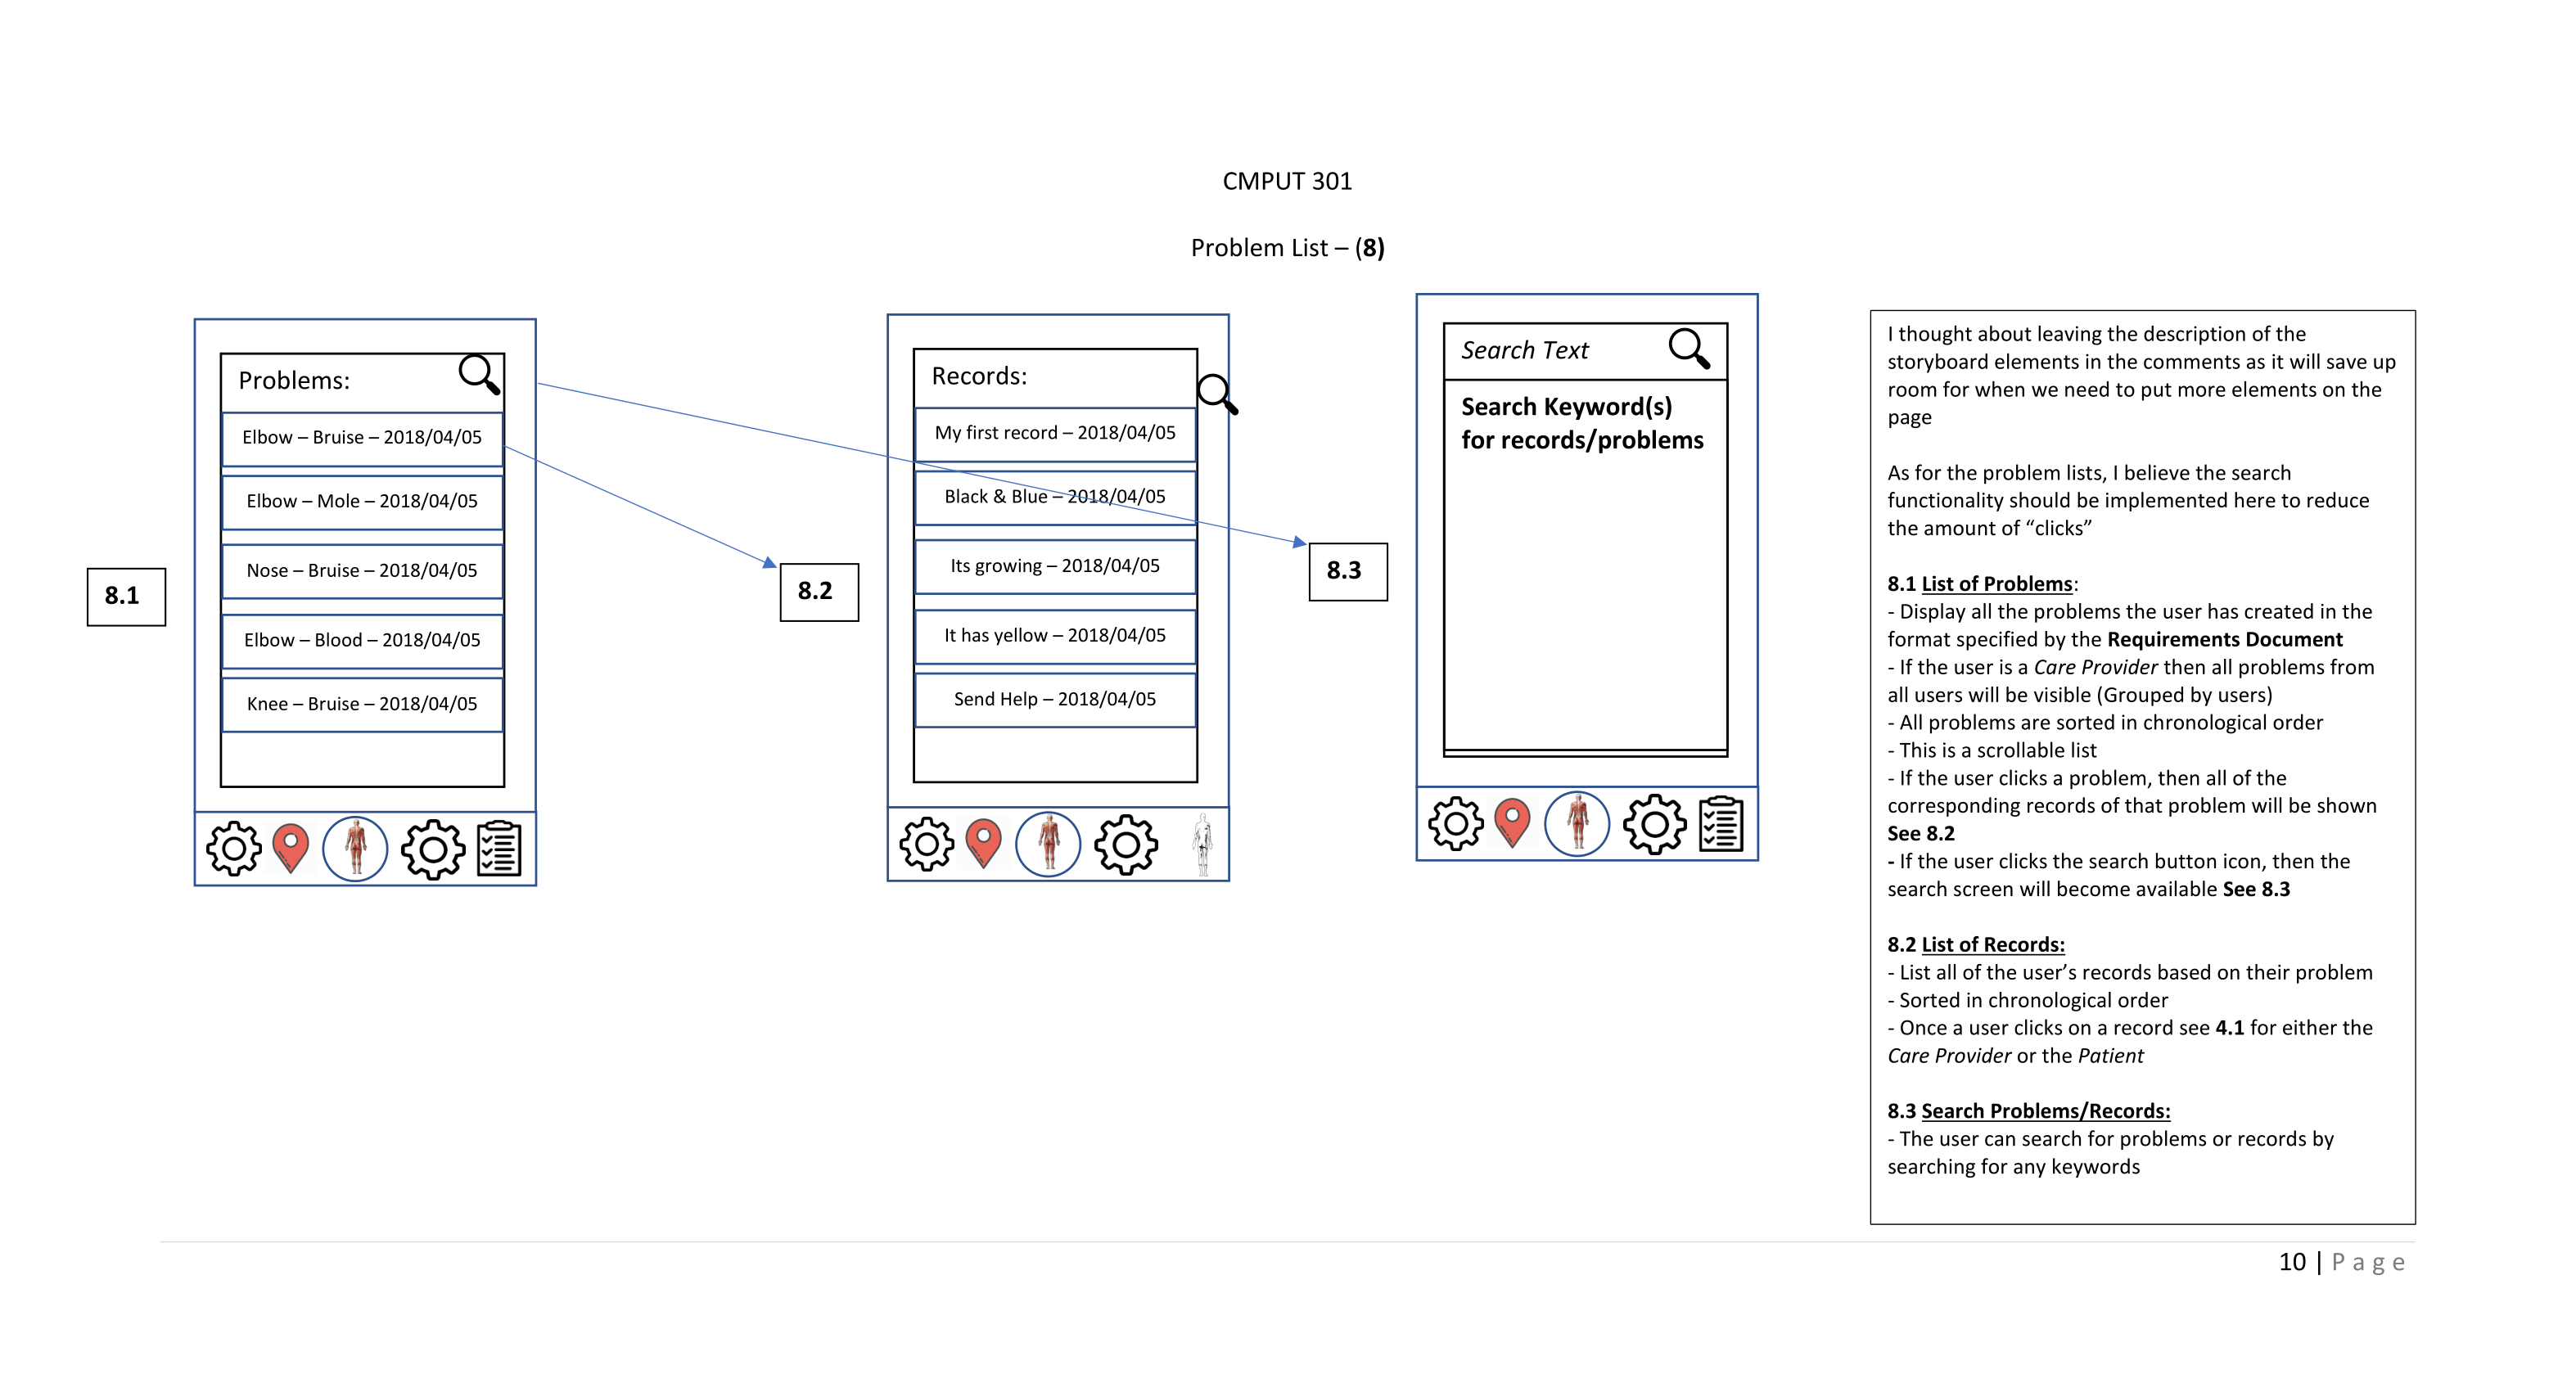 CMPUT 301
Problem List – (8)
8.1
Problems:
Elbow – Bruise – 2018/04/05
Elbow – Mole – 2018/04/05
Nose – Bruise – 2018/04/05
Elbow – Blood – 2018/04/05
Knee – Bruise – 2018/04/05
8.2
Records:
My first record – 2018/04/05
Black & Blue – 2018/04/05
Its growing – 2018/04/05
It has yellow – 2018/04/05
Send Help – 2018/04/05
8.3
Search Text
Search Keyword(s)
for records/problems
I thought about leaving the description of the
storyboard elements in the comments as it will save up
room for when we need to put more elements on the
page
As for the problem lists, I believe the search
functionality should be implemented here to reduce
the amount of “clicks”
8.1 List of Problems:
- Display all the problems the user has created in the
format specified by the Requirements Document
- If the user is a Care Provider then all problems from
all users will be visible (Grouped by users)
- All problems are sorted in chronological order
- This is a scrollable list
- If the user clicks a problem, then all of the
corresponding records of that problem will be shown
See 8.2
- If the user clicks the search button icon, then the
search screen will become available See 8.3
8.2 List of Records:
- List all of the user’s records based on their problem
- Sorted in chronological order
- Once a user clicks on a record see 4.1 for either the
Care Provider or the Patient
8.3 Search Problems/Records:
- The user can search for problems or records by
searching for any keywords
10 | Page